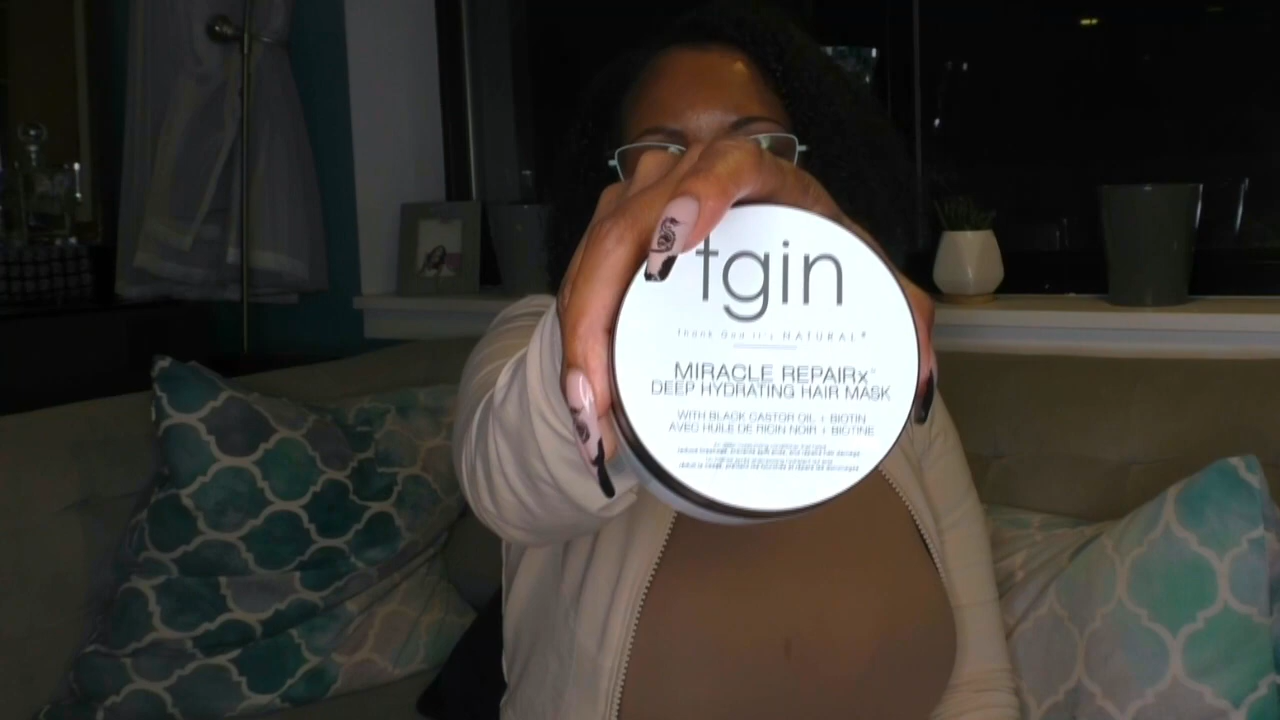 tgin
thank God it's NATURAL®
MIRACLE REPAIRx™
DEEP HYDRATING HAIR MASK
WITH BLACK CASTOR OIL + BIOTIN
AVEC HUILE DE RICIN NOIR + BIOTINE